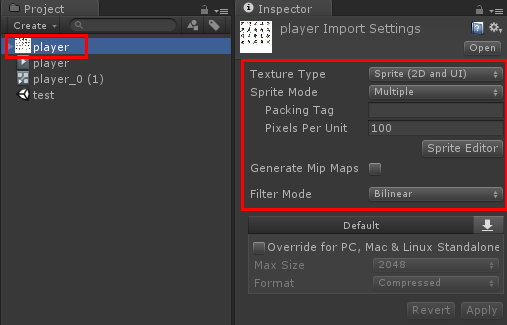 Project
Create
player
player
player_0 (1)
test
Inspector
player Import Settings
Open
Texture Type Sprite (2D and UI)
Sprite Mode Multiple
Packing Tag
Pixels Per Unit 100
Sprite Editor
Generate Mip Maps
Filter Mode Bilinear
Default
Override for PC, Mac & Linux Standalone
Max Size 2048
Format Compressed
Revert Apply